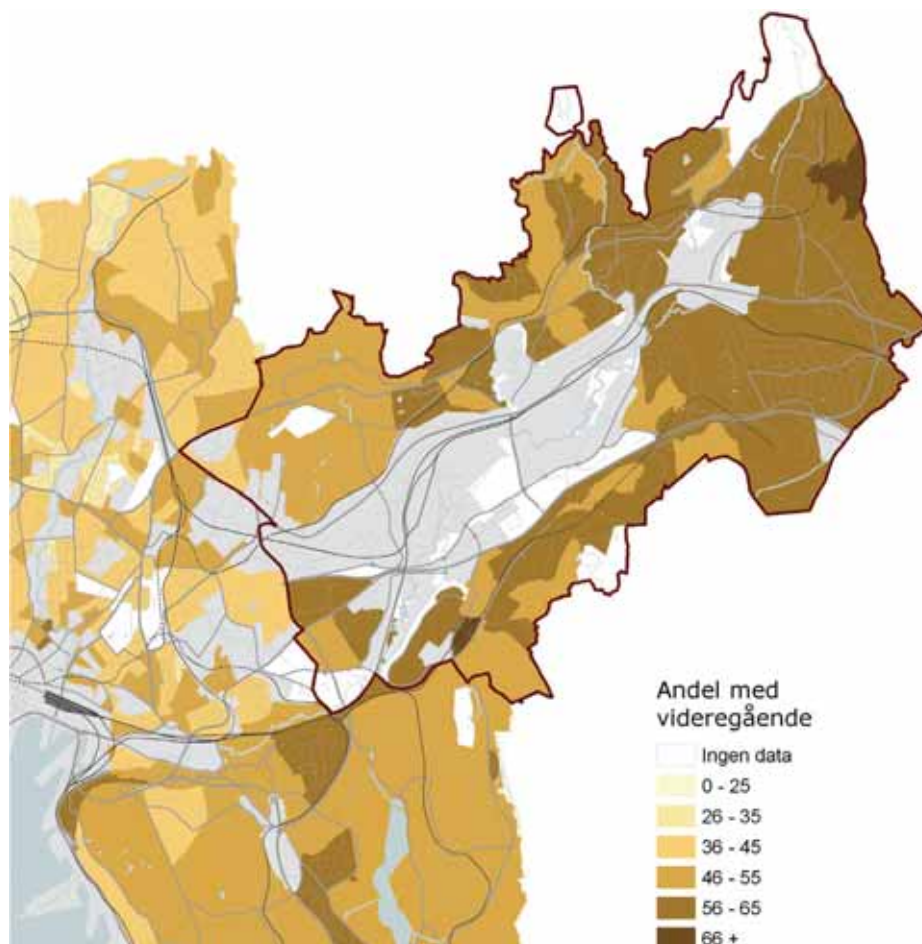 Andel med
videregående
Ingen data
0 - 25
26 - 35
36 - 45
46 - 55
56 - 65
66 +